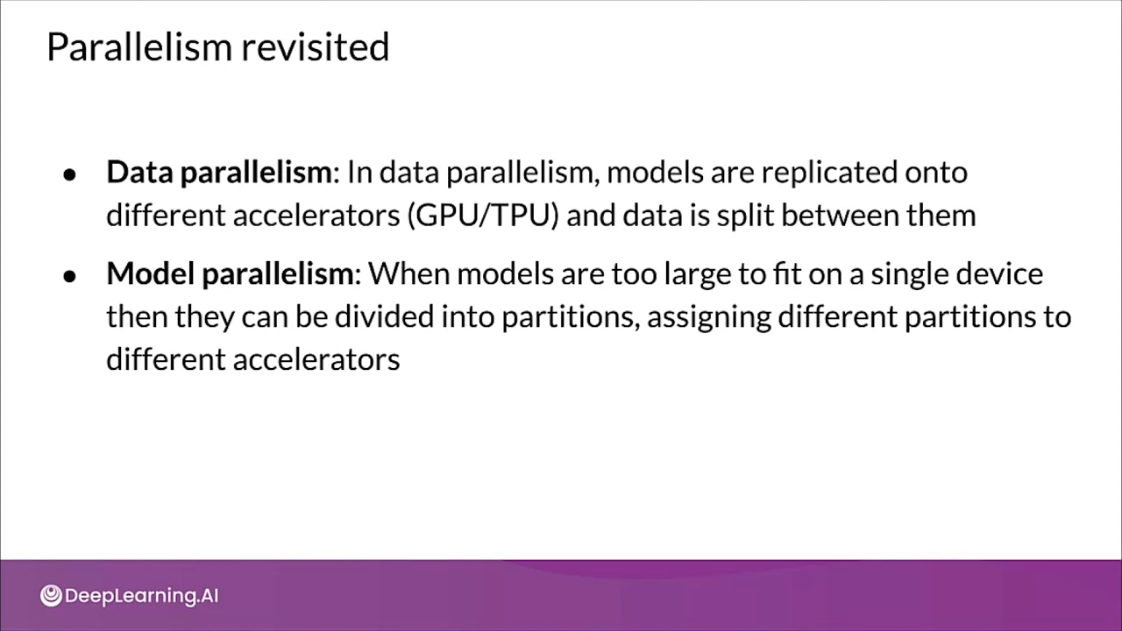 Parallelism revisited
● Data parallelism: In data parallelism, models are replicated onto
different accelerators (GPU/TPU) and data is split between them
● Model parallelism: When models are too large to fit on a single device
then they can be divided into partitions, assigning different partitions to
different accelerators
DeepLearning.AI